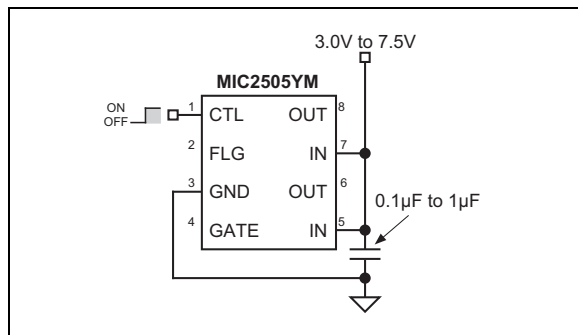 3.0V to 7.5V
MIC2505YM
ON
OFF
1 CTL OUT 8
2 FLG IN 7
3 GND OUT 6
4 GATE IN 5
0.1µF to 1µF